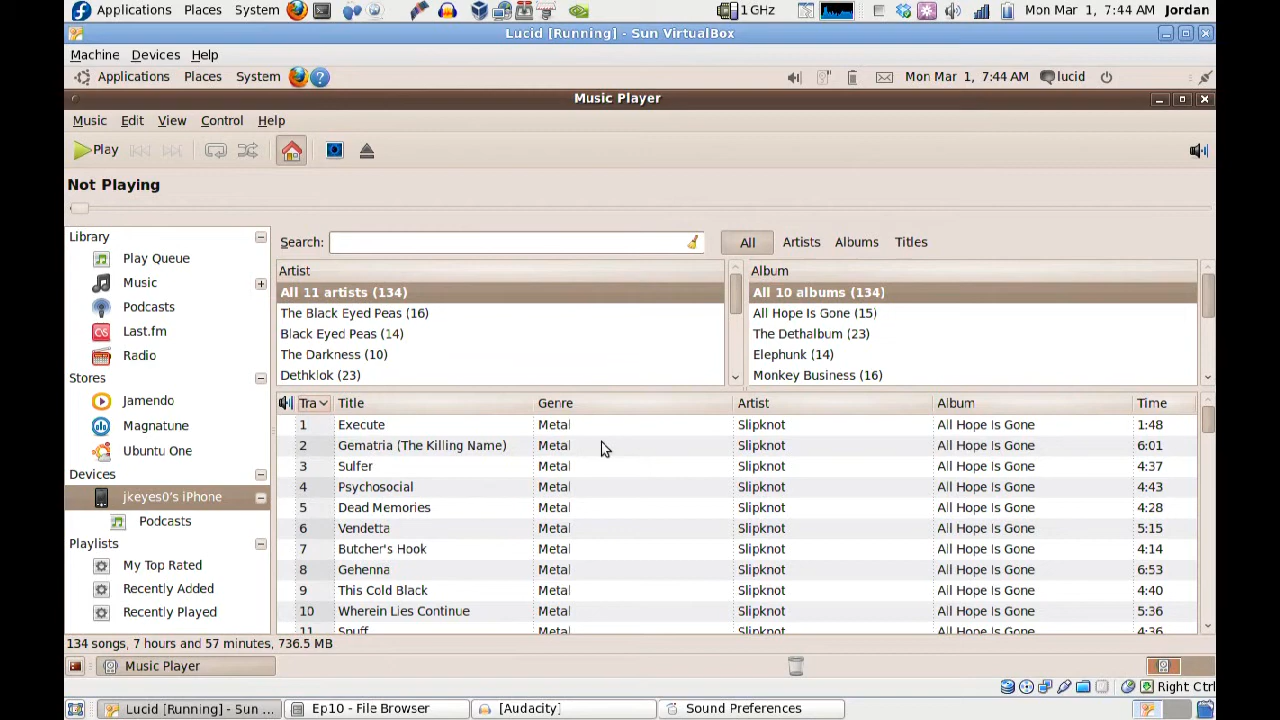 Applications Places System 1 GHz Mon Mar 1, 7:44 AM Jordan
Lucid [Running] - Sun VirtualBox
Machine Devices Help
Applications Places System Mon Mar 1, 7:44 AM lucid
Music Player
Music Edit View Control Help
Play
Not Playing
Library
Play Queue
Music
Podcasts
Last.fm
Radio
Stores
Jamendo
Magnatune
Ubuntu One
Devices
jkeyes0's iPhone
Podcasts
Playlists
My Top Rated
Recently Added
Recently Played
Search: All Artists Albums Titles
Artist
All 11 artists (134)
The Black Eyed Peas (16)
Black Eyed Peas (14)
The Darkness (10)
Dethklok (23)
Album
All 10 albums (134)
All Hope Is Gone (15)
The Dethalbum (23)
Elephunk (14)
Monkey Business (16)
Tra Title Genre Artist Album Time
1 Execute Metal Slipknot All Hope Is Gone 1:48
2 Gematria (The Killing Name) Metal Slipknot All Hope Is Gone 6:01
3 Sulfer Metal Slipknot All Hope Is Gone 4:37
4 Psychosocial Metal Slipknot All Hope Is Gone 4:43
5 Dead Memories Metal Slipknot All Hope Is Gone 4:28
6 Vendetta Metal Slipknot All Hope Is Gone 5:15
7 Butcher's Hook Metal Slipknot All Hope Is Gone 4:14
8 Gehenna Metal Slipknot All Hope Is Gone 6:53
9 This Cold Black Metal Slipknot All Hope Is Gone 4:40
10 Wherein Lies Continue Metal Slipknot All Hope Is Gone 5:36
11 Snuff Metal Slipknot All Hope Is Gone 4:36
134 songs, 7 hours and 57 minutes, 736.5 MB
Music Player
Right Ctrl
Lucid [Running] - Sun ... Ep10 - File Browser [Audacity] Sound Preferences